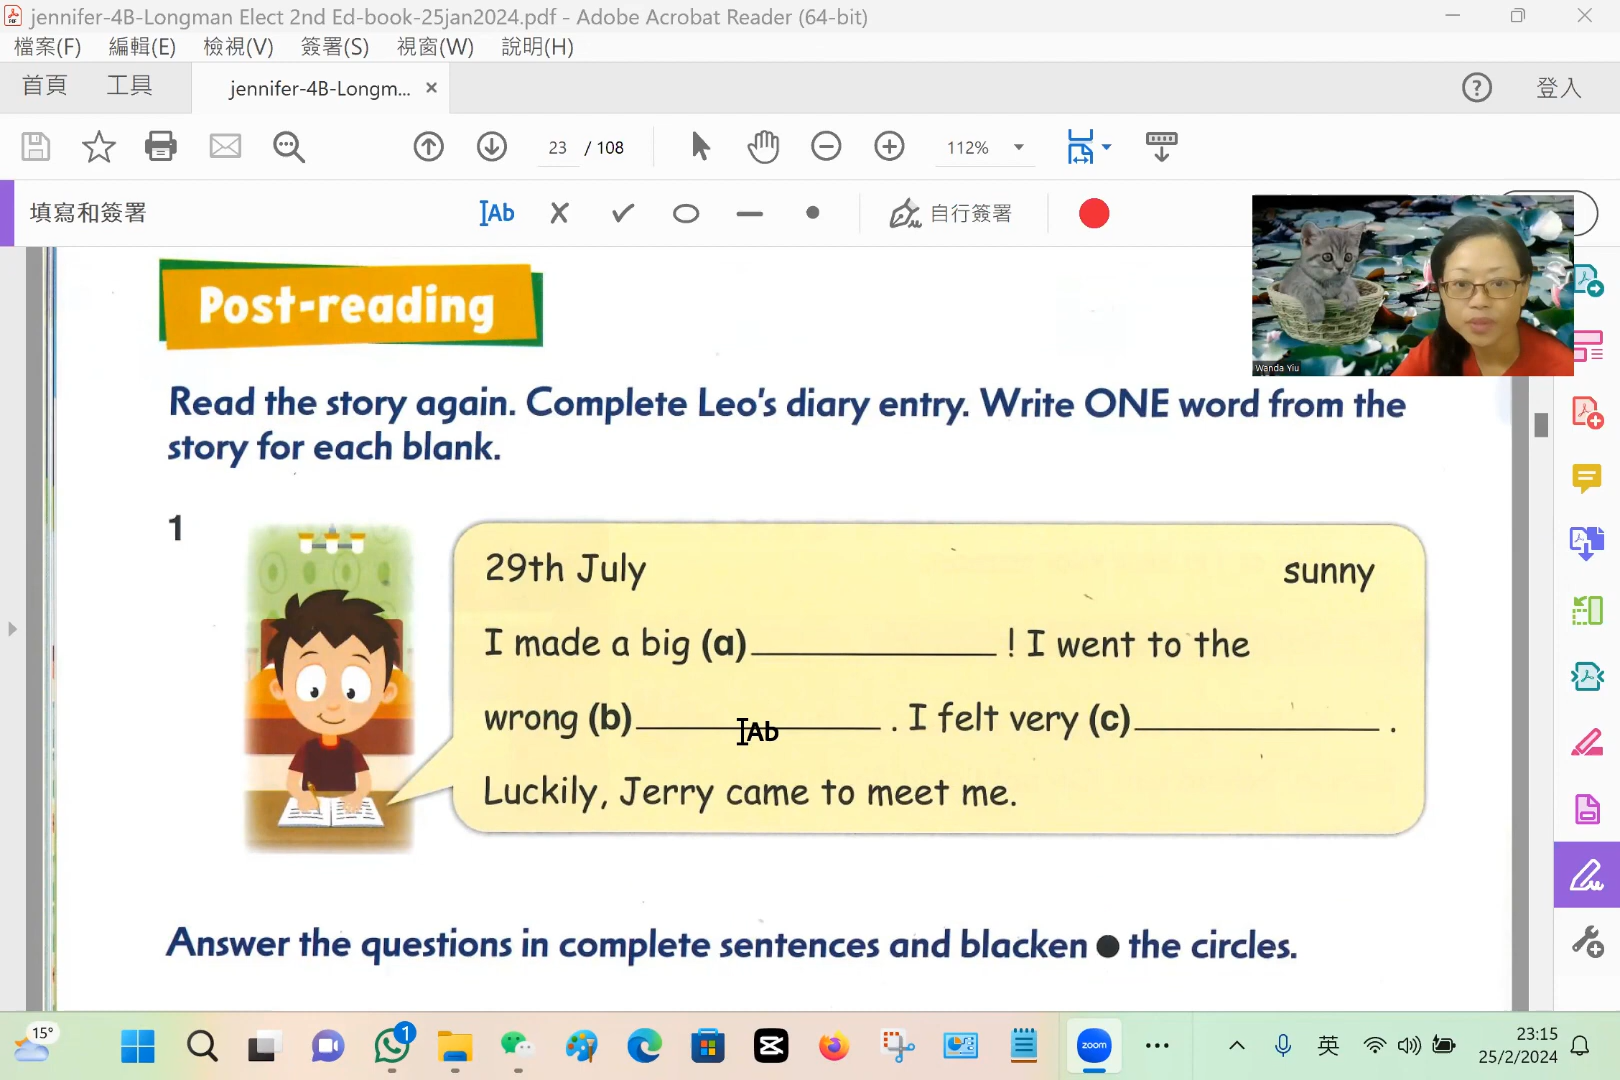 jennifer-4B-Longman Elect 2nd Ed-book-25jan2024.pdf - Adobe Acrobat Reader (64-bit)
檔案(F) 編輯(E) 檢視(V) 簽署(S) 視窗(W) 說明(H)
首頁 工具 jennifer-4B-Longm... × ? 登入
23 / 108 112%
填寫和簽署 Ab 自行簽署
Wanda Yiu
Post-reading
Read the story again. Complete Leo's diary entry. Write ONE word from the
story for each blank.
1
29th July sunny
I made a big (a)____________ ! I went to the
wrong (b)____________ . I felt very (c)____________ .
Ab
Luckily, Jerry came to meet me.
Answer the questions in complete sentences and blacken ● the circles.
15° 1 zoom 英 23:15
25/2/2024